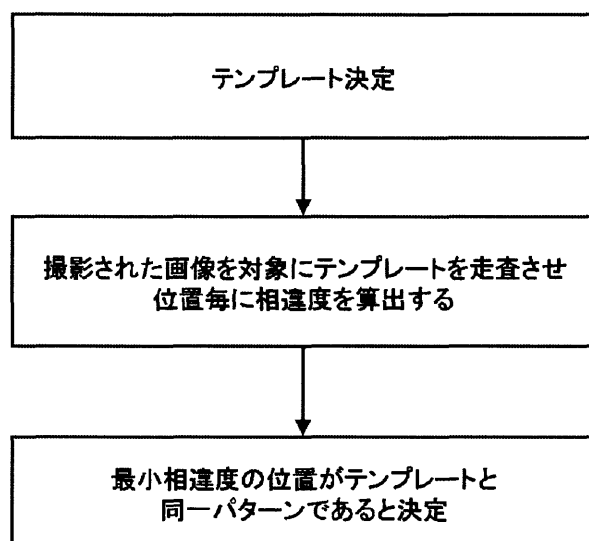 テンプレート決定
撮影された画像を対象にテンプレートを走査させ
位置毎に相違度を算出する
最小相違度の位置がテンプレートと
同一パターンであると決定